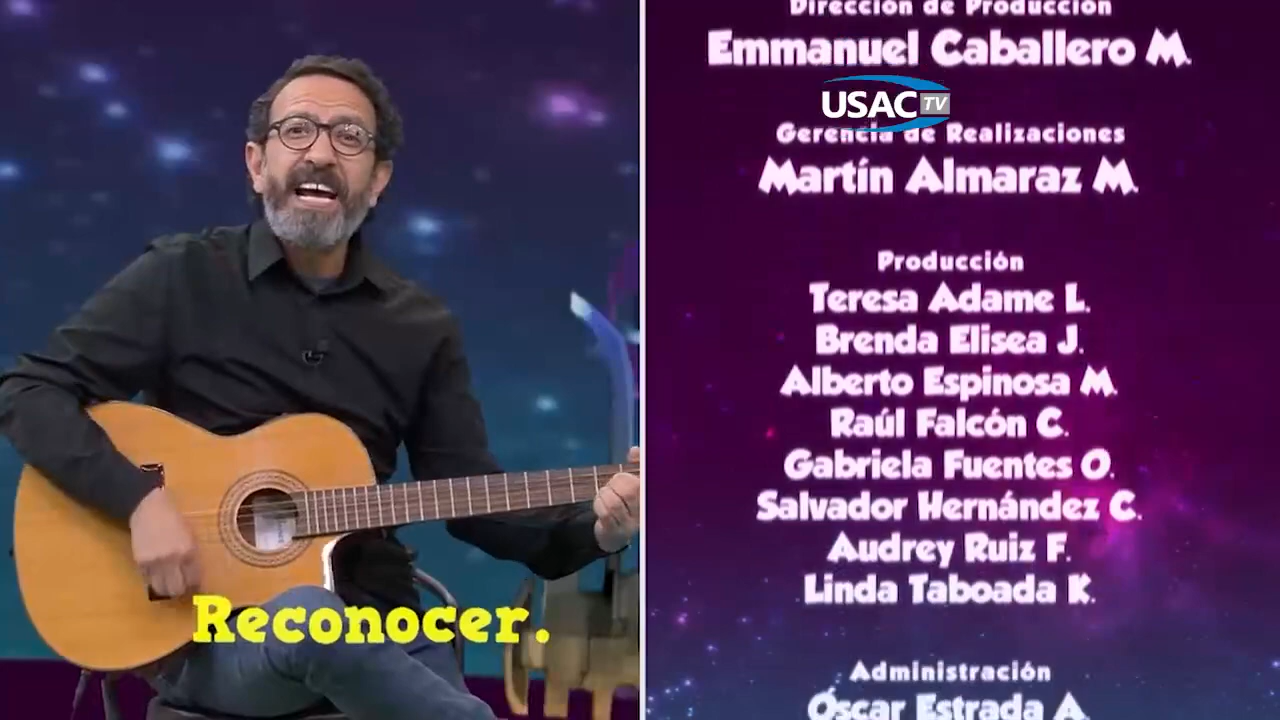 Reconocer.
Dirección de Producción
Emmanuel Caballero M.
USAC TV
Gerencia de Realizaciones
Martín Almaraz M.
Producción
Teresa Adame L.
Brenda Elisea J.
Alberto Espinosa M.
Raúl Falcón C.
Gabriela Fuentes O.
Salvador Hernández C.
Audrey Ruiz F.
Linda Taboada K.
Administración
Óscar Estrada A.